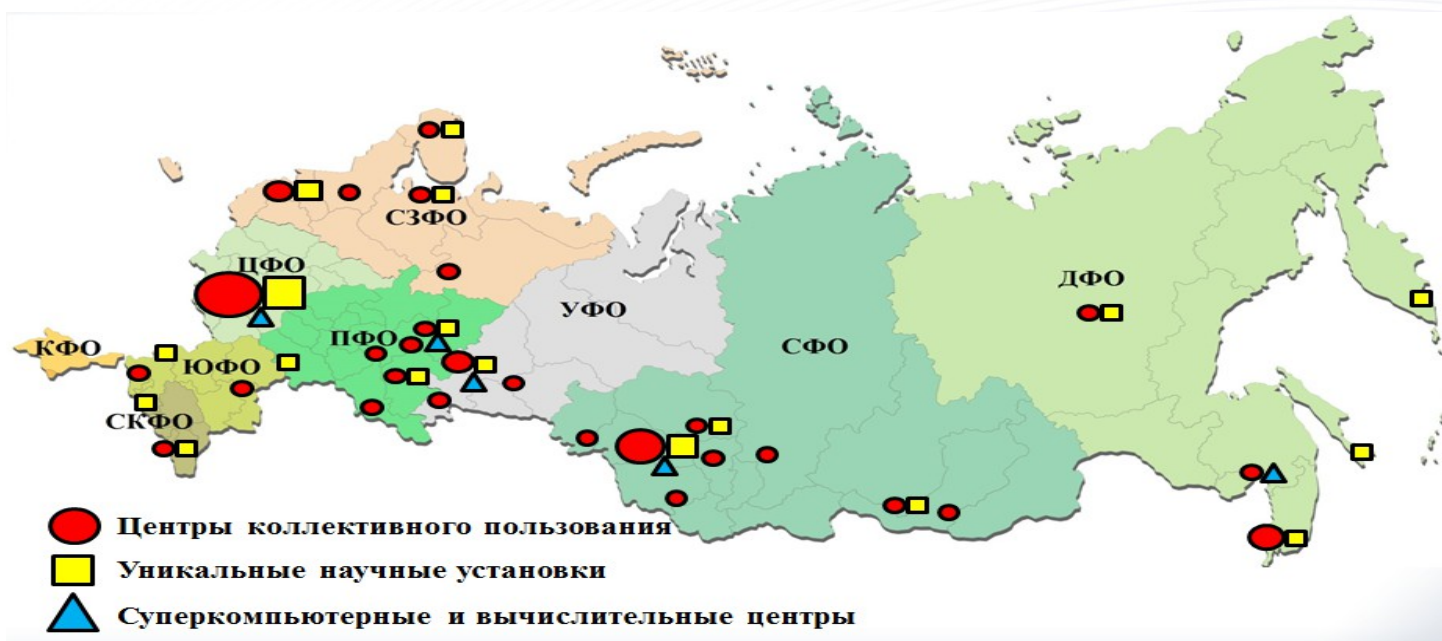 СЗФО
ЦФО
ДФО
УФО
ПФО
КФО
СФО
ЮФО
СКФО
Центры коллективного пользования
Уникальные научные установки
Суперкомпьютерные и вычислительные центры